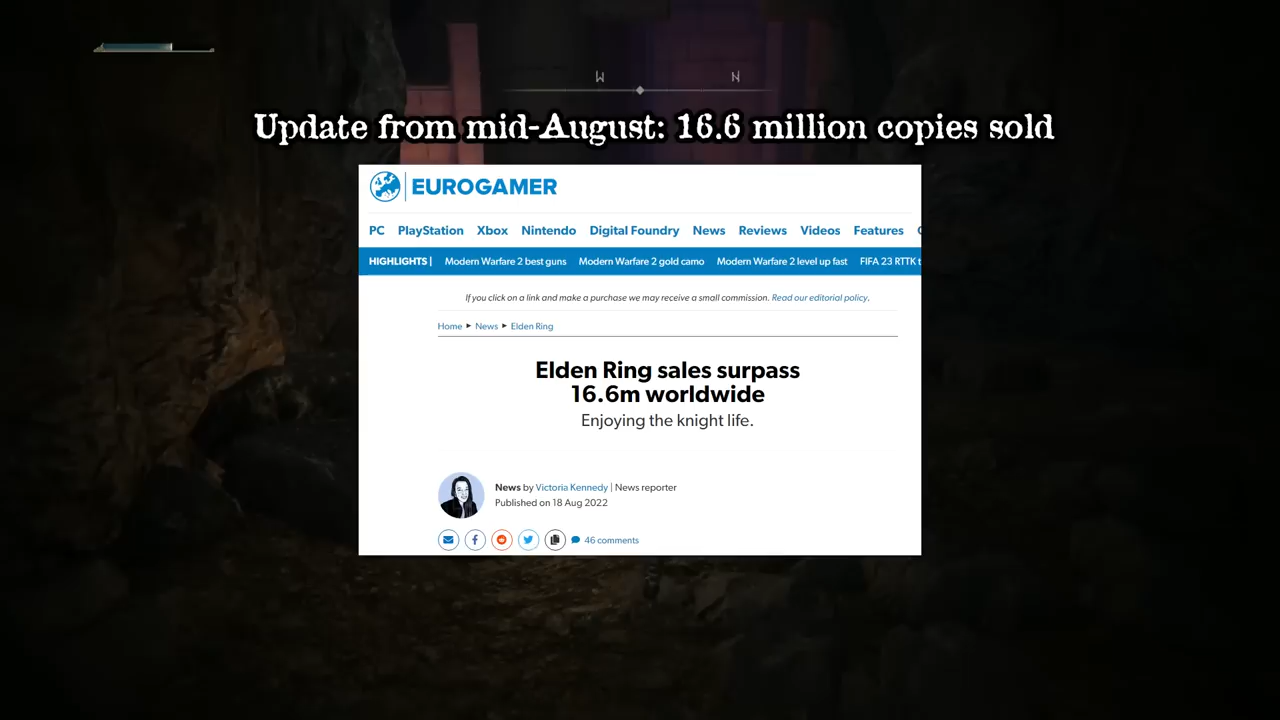 W N
Update from mid-August: 16.6 million copies sold
EUROGAMER
PC PlayStation Xbox Nintendo Digital Foundry News Reviews Videos Features
HIGHLIGHTS | Modern Warfare 2 best guns Modern Warfare 2 gold camo Modern Warfare 2 level up fast FIFA 23 RTTK t
If you click on a link and make a purchase we may receive a small commission. Read our editorial policy.
Home ► News ► Elden Ring
Elden Ring sales surpass
16.6m worldwide
Enjoying the knight life.
News by Victoria Kennedy | News reporter
Published on 18 Aug 2022
46 comments